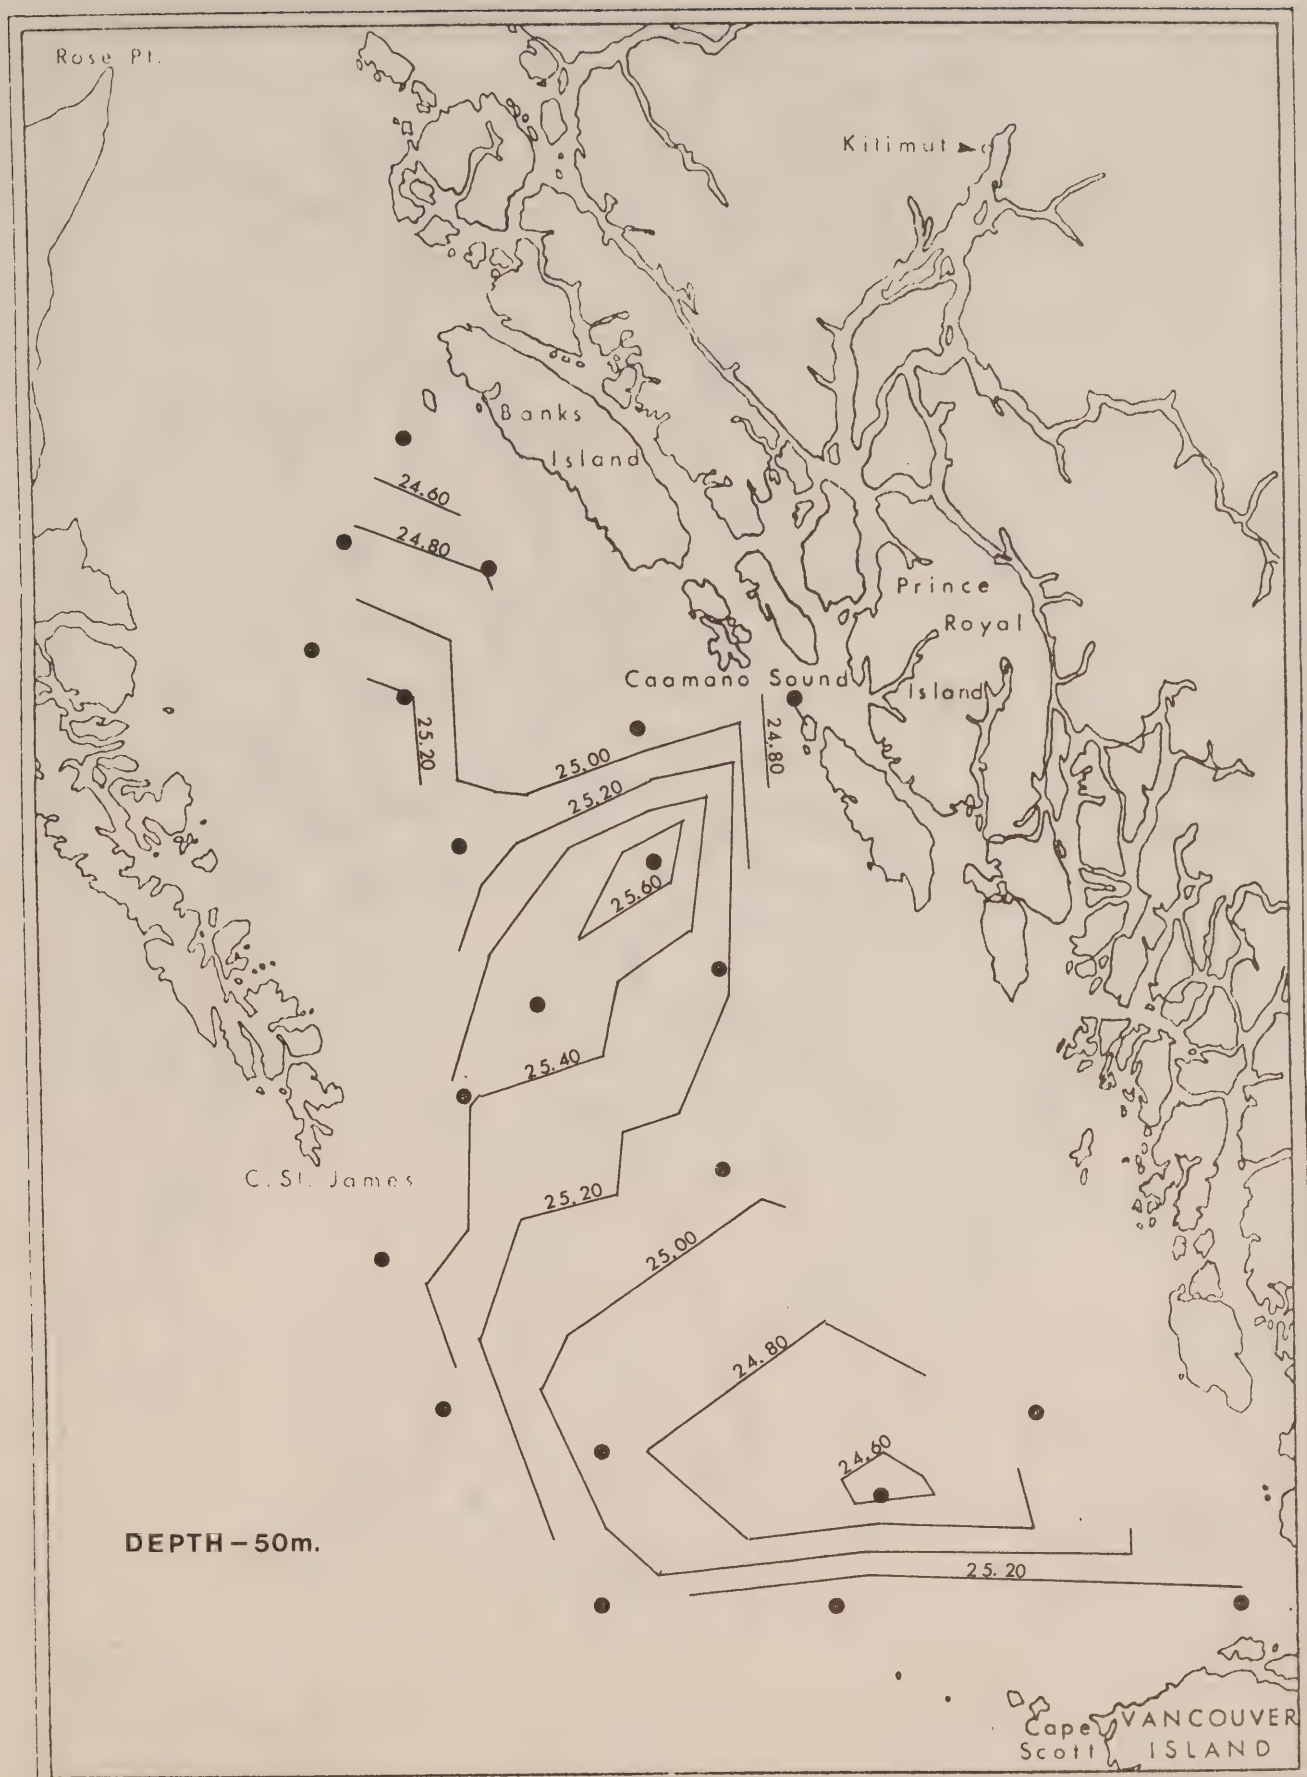 Rose Pt.
Kitimat
Banks
Island
24.60
24.80
Prince
Royal
Island
Caamano Sound
25.20
24.80
25.00
25.20
25.60
25.40
C. St. James
25.20
25.00
24.80
24.60
DEPTH – 50m.
25.20
Cape
Scott
VANCOUVER
ISLAND